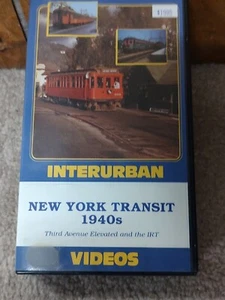 INTERURBAN
NEW YORK TRANSIT
1940s
Third Avenue Elevated and the IRT
VIDEOS